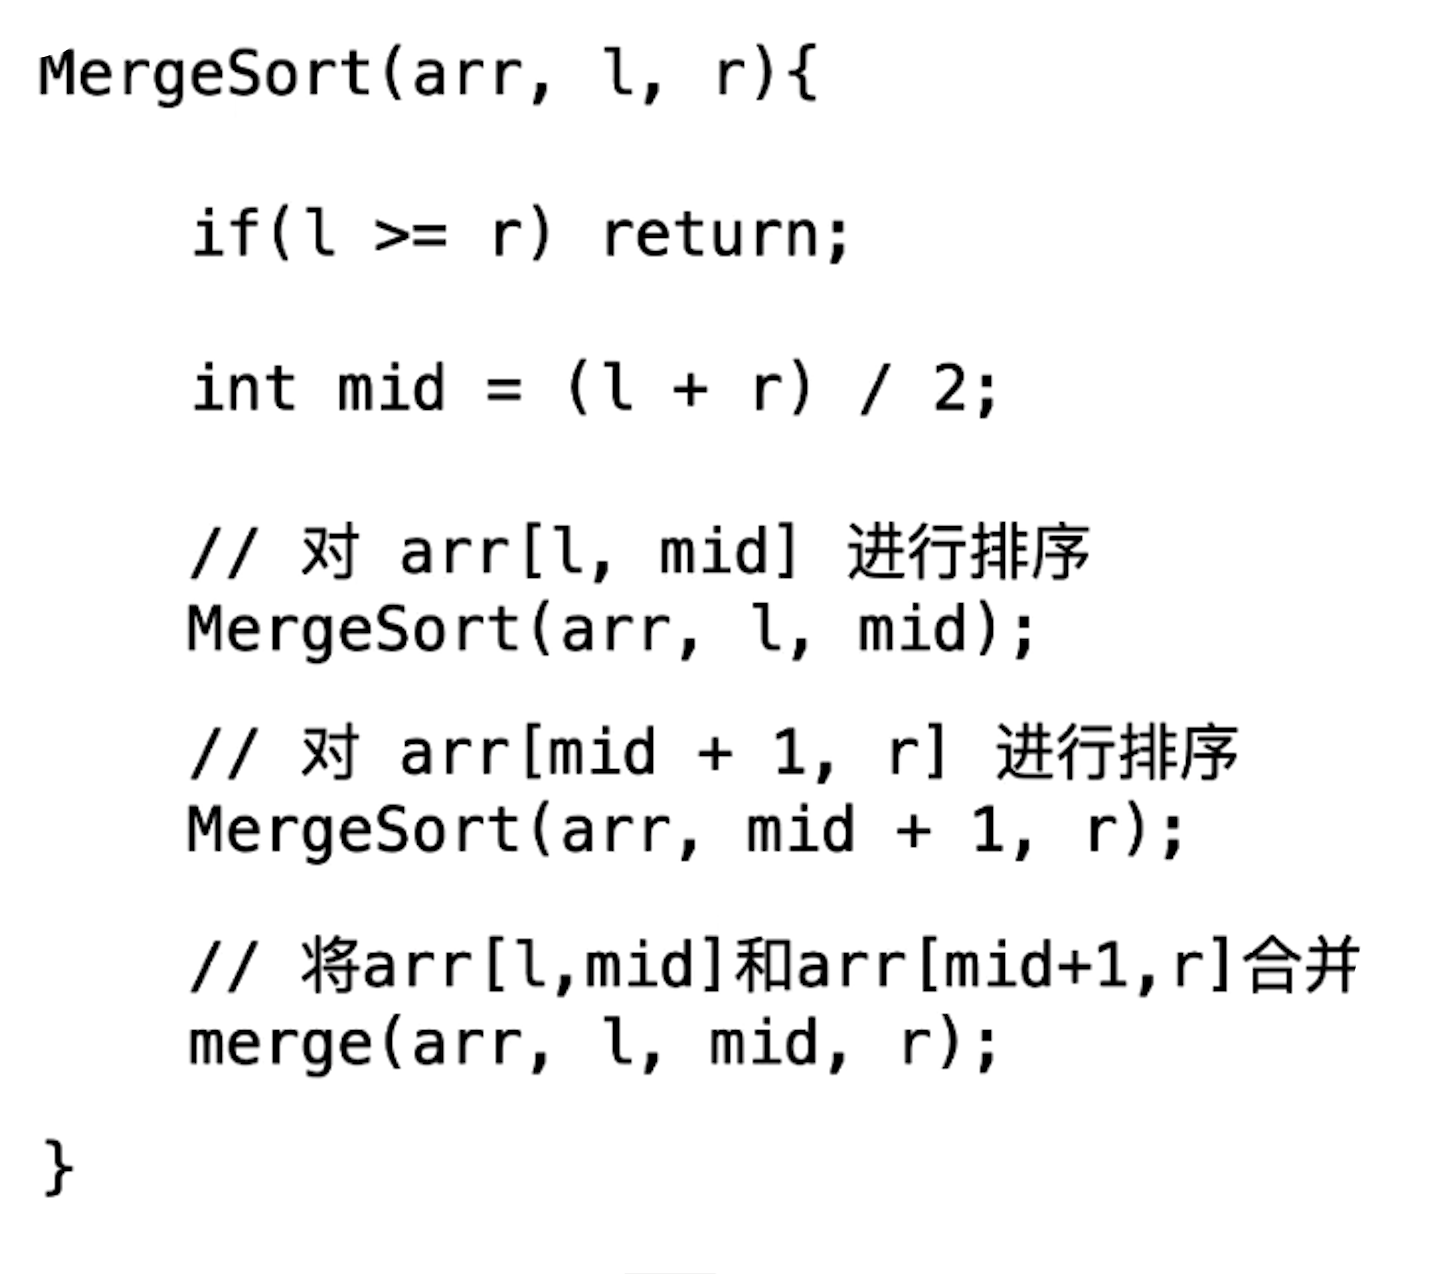 MergeSort(arr, l, r){
if(l >= r) return;
int mid = (l + r) / 2;
// 对 arr[l, mid] 进行排序
MergeSort(arr, l, mid);
// 对 arr[mid + 1, r] 进行排序
MergeSort(arr, mid + 1, r);
// 将arr[l,mid]和arr[mid+1,r]合并
merge(arr, l, mid, r);
}